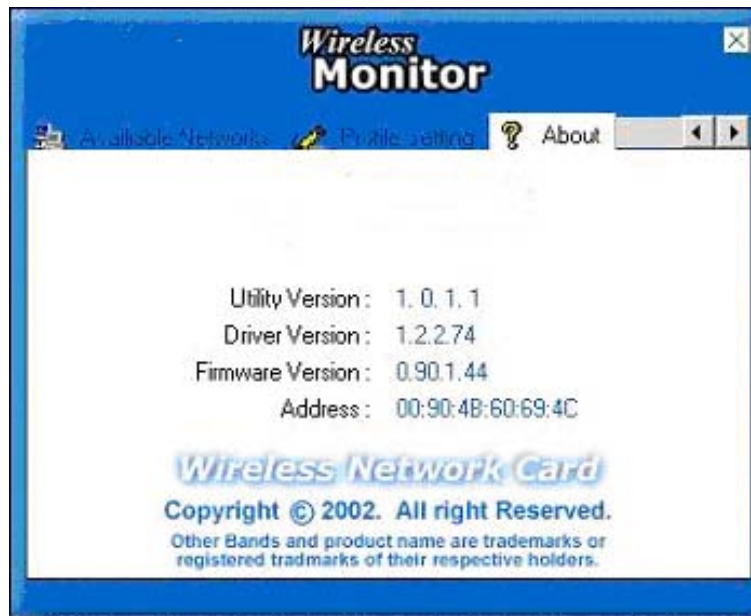 Wireless
Monitor
Available Networks Profile Setting About
Utility Version : 1. 0. 1. 1
Driver Version : 1.2.2.74
Firmware Version : 0.90.1.44
Address : 00:90:4B:60:69:4C
Wireless Network Card
Copyright © 2002. All right Reserved.
Other Bands and product name are trademarks or
registered tradmarks of their respective holders.